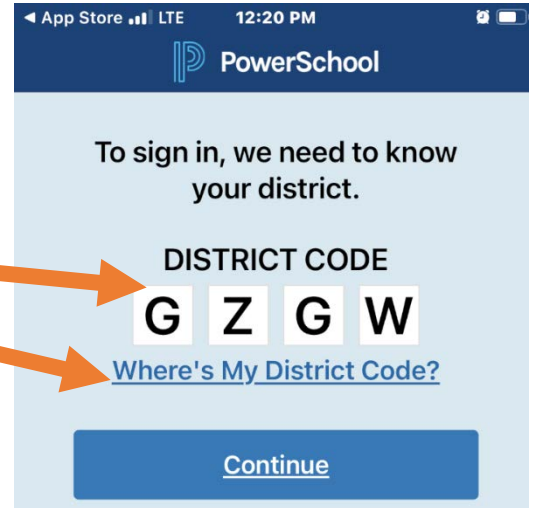 ◀ App Store LTE 12:20 PM
PowerSchool
To sign in, we need to know
your district.
DISTRICT CODE
G Z G W
Where's My District Code?
Continue